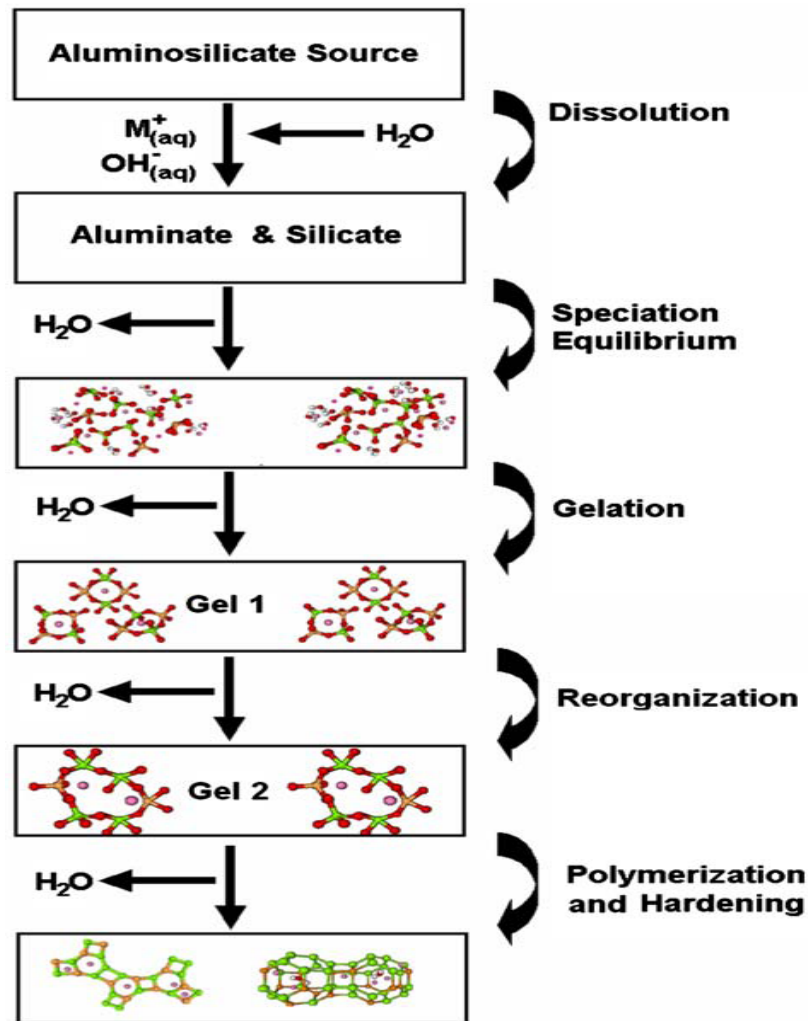 Aluminosilicate Source
M⁺(aq)
OH⁻(aq)
H₂O
Dissolution
Aluminate & Silicate
H₂O
Speciation
Equilibrium
H₂O
Gelation
Gel 1
H₂O
Reorganization
Gel 2
H₂O
Polymerization
and Hardening